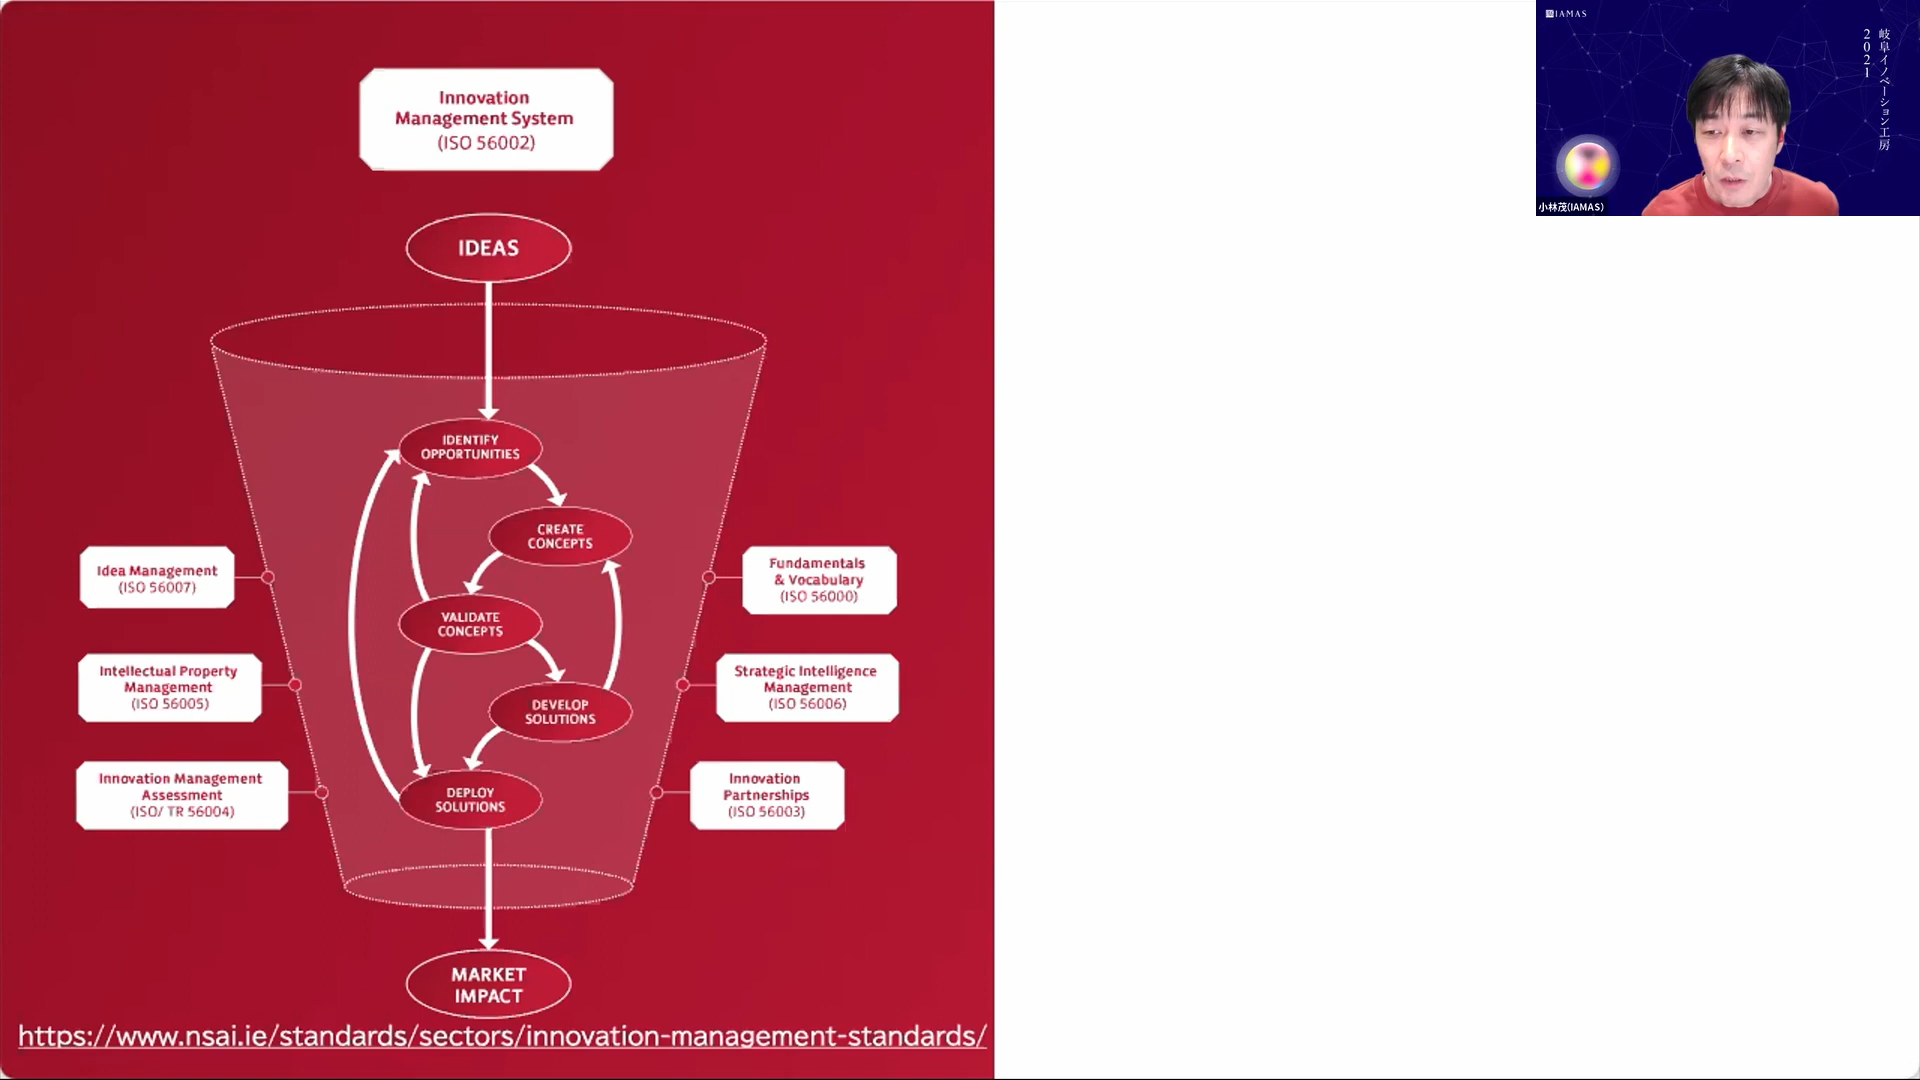 Innovation
Management System
(ISO 56002)
IDEAS
IDENTIFY
OPPORTUNITIES
CREATE
CONCEPTS
VALIDATE
CONCEPTS
DEVELOP
SOLUTIONS
DEPLOY
SOLUTIONS
MARKET
IMPACT
Idea Management
(ISO 56007)
Intellectual Property
Management
(ISO 56005)
Innovation Management
Assessment
(ISO/ TR 56004)
Fundamentals
& Vocabulary
(ISO 56000)
Strategic Intelligence
Management
(ISO 56006)
Innovation
Partnerships
(ISO 56003)
https://www.nsai.ie/standards/sectors/innovation-management-standards/
IAMAS
岐阜イノベーション工房
2021
小林茂(IAMAS)